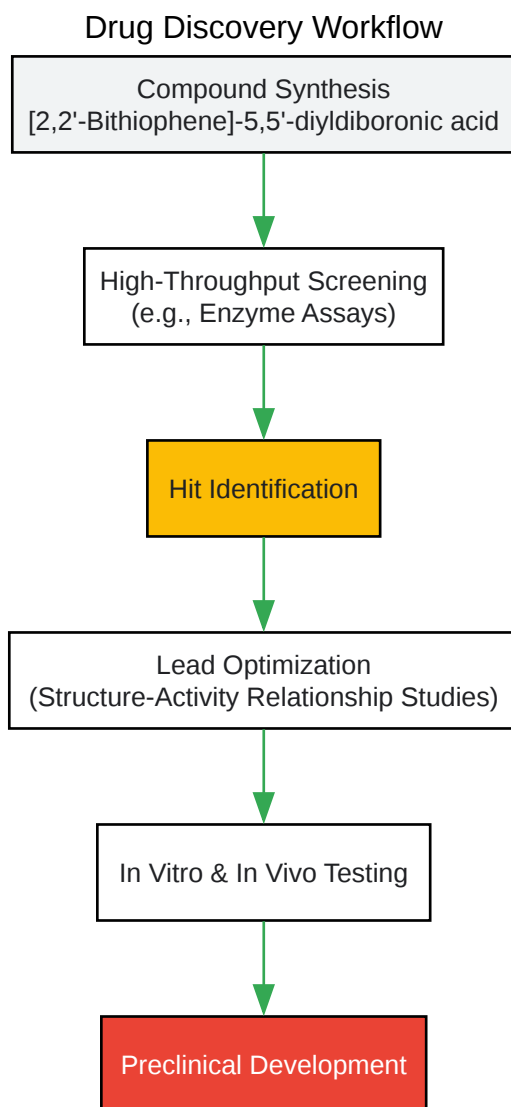 Drug Discovery Workflow
Compound Synthesis
[2,2'-Bithiophene]-5,5'-diyldiboronic acid
High-Throughput Screening
(e.g., Enzyme Assays)
Hit Identification
Lead Optimization
(Structure-Activity Relationship Studies)
In Vitro & In Vivo Testing
Preclinical Development